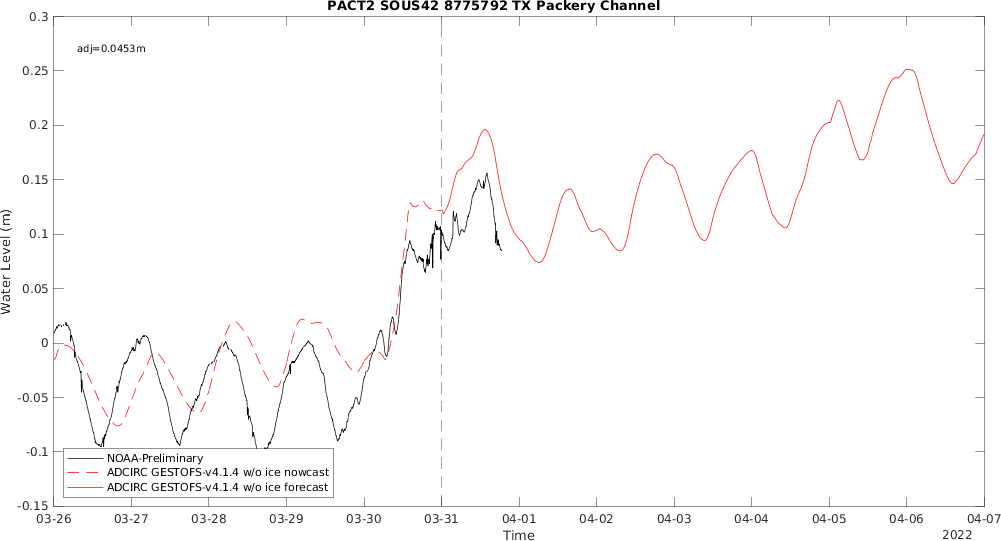 PACT2 SOUS42 8775792 TX Packery Channel
adj=0.0453m
Water Level (m)
0.3
0.25
0.2
0.15
0.1
0.05
0
-0.05
-0.1
-0.15
NOAA-Preliminary
ADCIRC GESTOFS-v4.1.4 w/o ice nowcast
ADCIRC GESTOFS-v4.1.4 w/o ice forecast
03-26 03-27 03-28 03-29 03-30 03-31 04-01 04-02 04-03 04-04 04-05 04-06 04-07
Time
2022